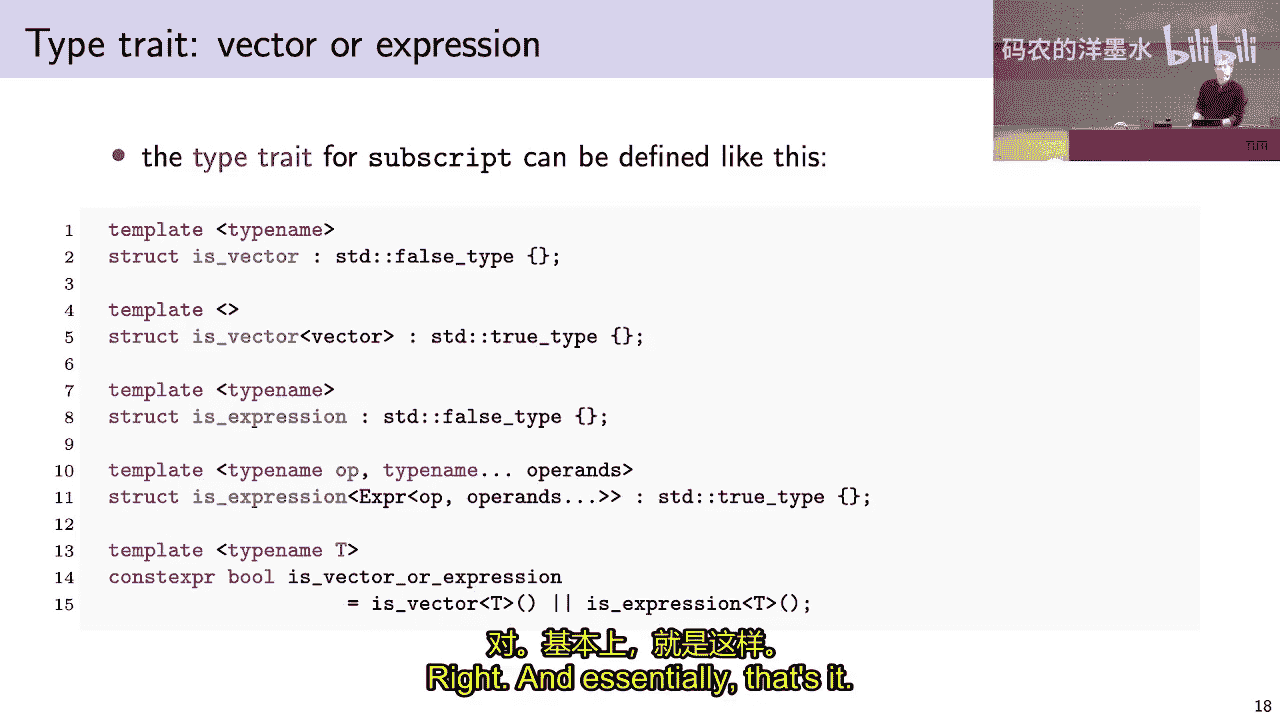 Type trait: vector or expression
码农的洋墨水 bilibili
• the type trait for subscript can be defined like this:
1 template <typename>
2 struct is_vector : std::false_type {};
3
4 template <>
5 struct is_vector<vector> : std::true_type {};
6
7 template <typename>
8 struct is_expression : std::false_type {};
9
10 template <typename op, typename... operands>
11 struct is_expression<Expr<op, operands...>> : std::true_type {};
12
13 template <typename T>
14 constexpr bool is_vector_or_expression
15 = is_vector<T>() || is_expression<T>();
对。基本上，就是这样。
Right. And essentially, that's it.
18